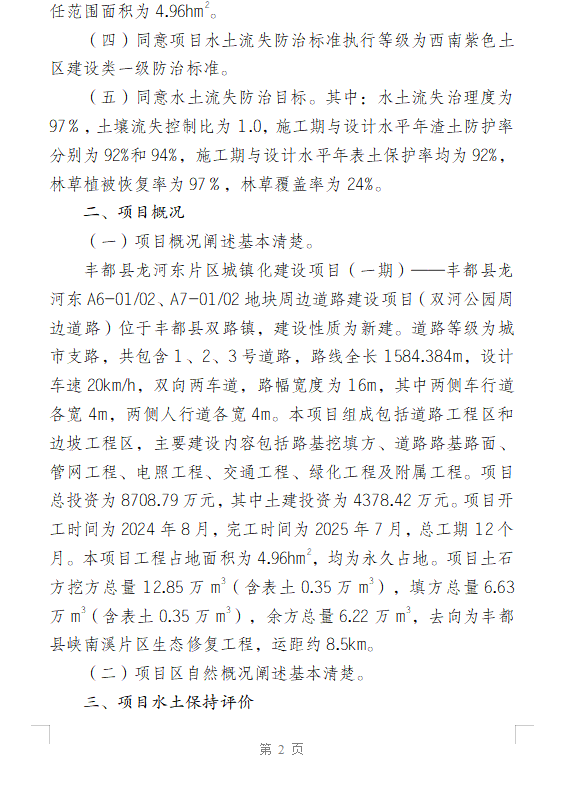 任范围面积为 4.96hm²。
（四）同意项目水土流失防治标准执行等级为西南紫色土
区建设类一级防治标准。
（五）同意水土流失防治目标。其中：水土流失治理度为
97％，土壤流失控制比为 1.0，施工期与设计水平年渣土防护率
分别为 92%和 94%，施工期与设计水平年表土保护率均为 92%，
林草植被恢复率为 97％，林草覆盖率为 24%。
二、项目概况
（一）项目概况阐述基本清楚。
丰都县龙河东片区城镇化建设项目（一期）——丰都县龙
河东 A6-01/02、A7-01/02 地块周边道路建设项目（双河公园周
边道路）位于丰都县双路镇，建设性质为新建。道路等级为城
市支路，共包含 1、2、3 号道路，路线全长 1584.384m，设计
车速 20km/h，双向两车道，路幅宽度为 16m，其中两侧车行道
各宽 4m，两侧人行道各宽 4m。本项目组成包括道路工程区和
边坡工程区，主要建设内容包括路基挖填方、道路路基路面、
管网工程、电照工程、交通工程、绿化工程及附属工程。项目
总投资为 8708.79 万元，其中土建投资为 4378.42 万元。项目开
工时间为 2024 年 8 月，完工时间为 2025 年 7 月，总工期 12 个
月。本项目工程占地面积为 4.96hm²，均为永久占地。项目土石
方挖方总量 12.85 万 m³（含表土 0.35 万 m³），填方总量 6.63
万 m³（含表土 0.35 万 m³），余方总量 6.22 万 m³，去向为丰都
县峡南溪片区生态修复工程，运距约 8.5km。
（二）项目区自然概况阐述基本清楚。
三、项目水土保持评价
第 2 页